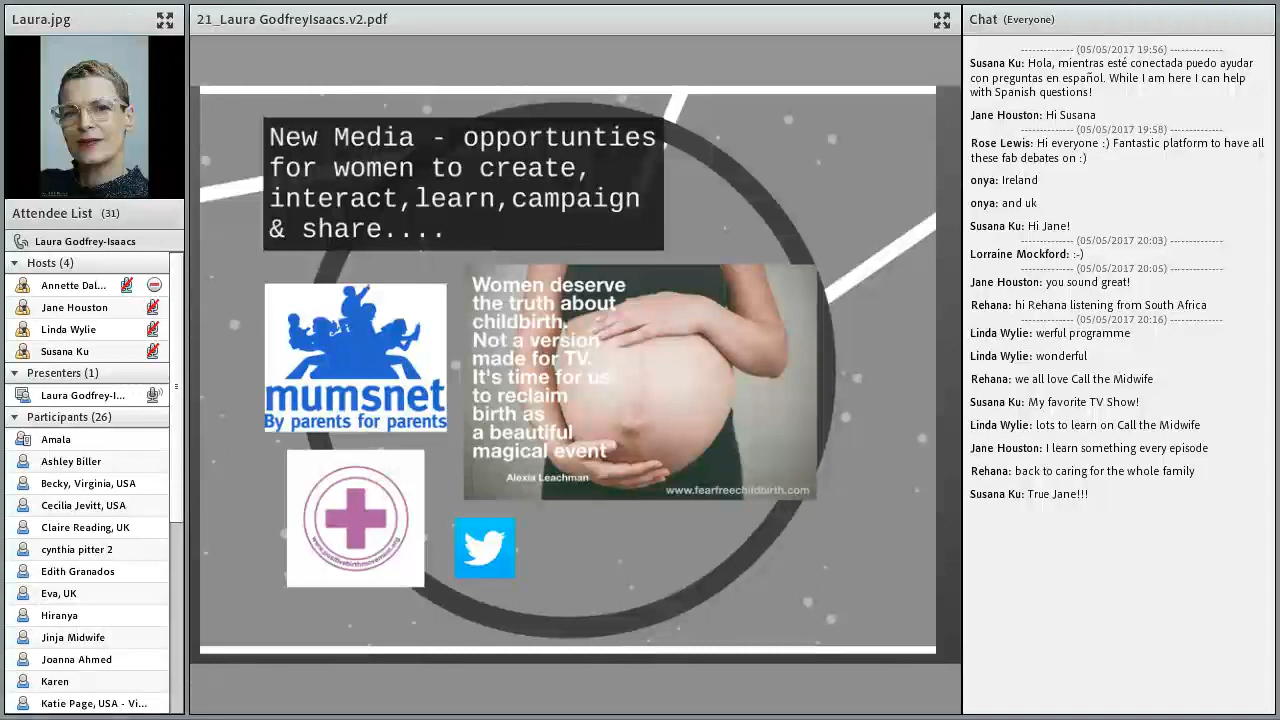 Laura.jpg
Attendee List (31)
Laura Godfrey-Isaacs
Hosts (4)
Annette Dal...
Jane Houston
Linda Wylie
Susana Ku
Presenters (1)
Laura Godfrey-I...
Participants (26)
Amala
Ashley Biller
Becky, Virginia, USA
Cecilia Jevitt, USA
Claire Reading, UK
cynthia pitter 2
Edith Granados
Eva, UK
Hiranya
Jinja Midwife
Joanna Ahmed
Karen
Katie Page, USA - Vi...
21_Laura GodfreyIsaacs.v2.pdf
New Media - opportunties
for women to create,
interact,learn,campaign
& share....
mumsnet
By parents for parents
Women deserve
the truth about
childbirth.
Not a version
made for TV.
It's time for us
to reclaim
birth as
a beautiful
magical event
Alexia Leachman
www.fearfreechildbirth.com
www.positivebirthmovement.org
Chat (Everyone)
-------------- (05/05/2017 19:56) --------------
Susana Ku: Hola, mientras esté conectada puedo ayudar
con preguntas en español. While I am here I can help
with Spanish questions!
Jane Houston: Hi Susana
-------------- (05/05/2017 19:58) --------------
Rose Lewis: Hi everyone :) Fantastic platform to have all
these fab debates on :)
onya: Ireland
onya: and uk
Susana Ku: Hi Jane!
-------------- (05/05/2017 20:03) --------------
Lorraine Mockford: :-)
-------------- (05/05/2017 20:05) --------------
Jane Houston: you sound great!
Rehana: hi Rehana listening from South Africa
-------------- (05/05/2017 20:16) --------------
Linda Wylie: werful programme
Linda Wylie: wonderful
Rehana: we all love Call the Midwife
Susana Ku: My favorite TV Show!
Linda Wylie: lots to learn on Call the Midwife
Jane Houston: I learn something every episode
Rehana: back to caring for the whole family
Susana Ku: True Jane!!!